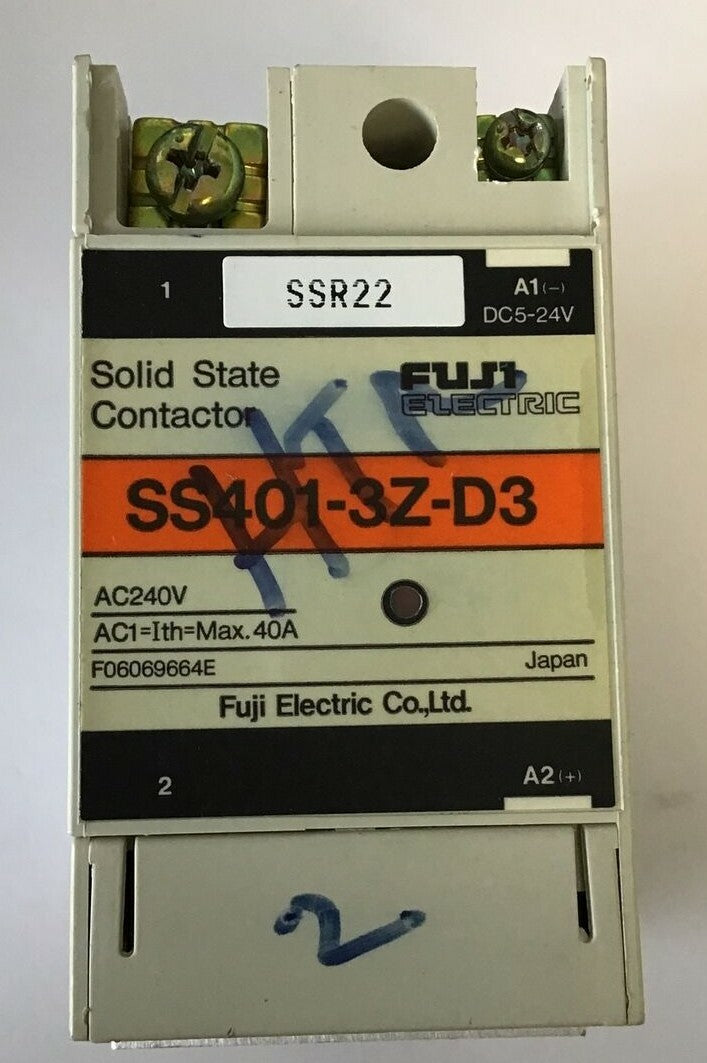 1
SSR22
A1(-)
DC5-24V
Solid State
Contactor
FUJI
ELECTRIC
SS401-3Z-D3
AC240V
AC1=Ith=Max.40A
F06069664E
Japan
Fuji Electric Co.,Ltd.
2
A2(+)
2